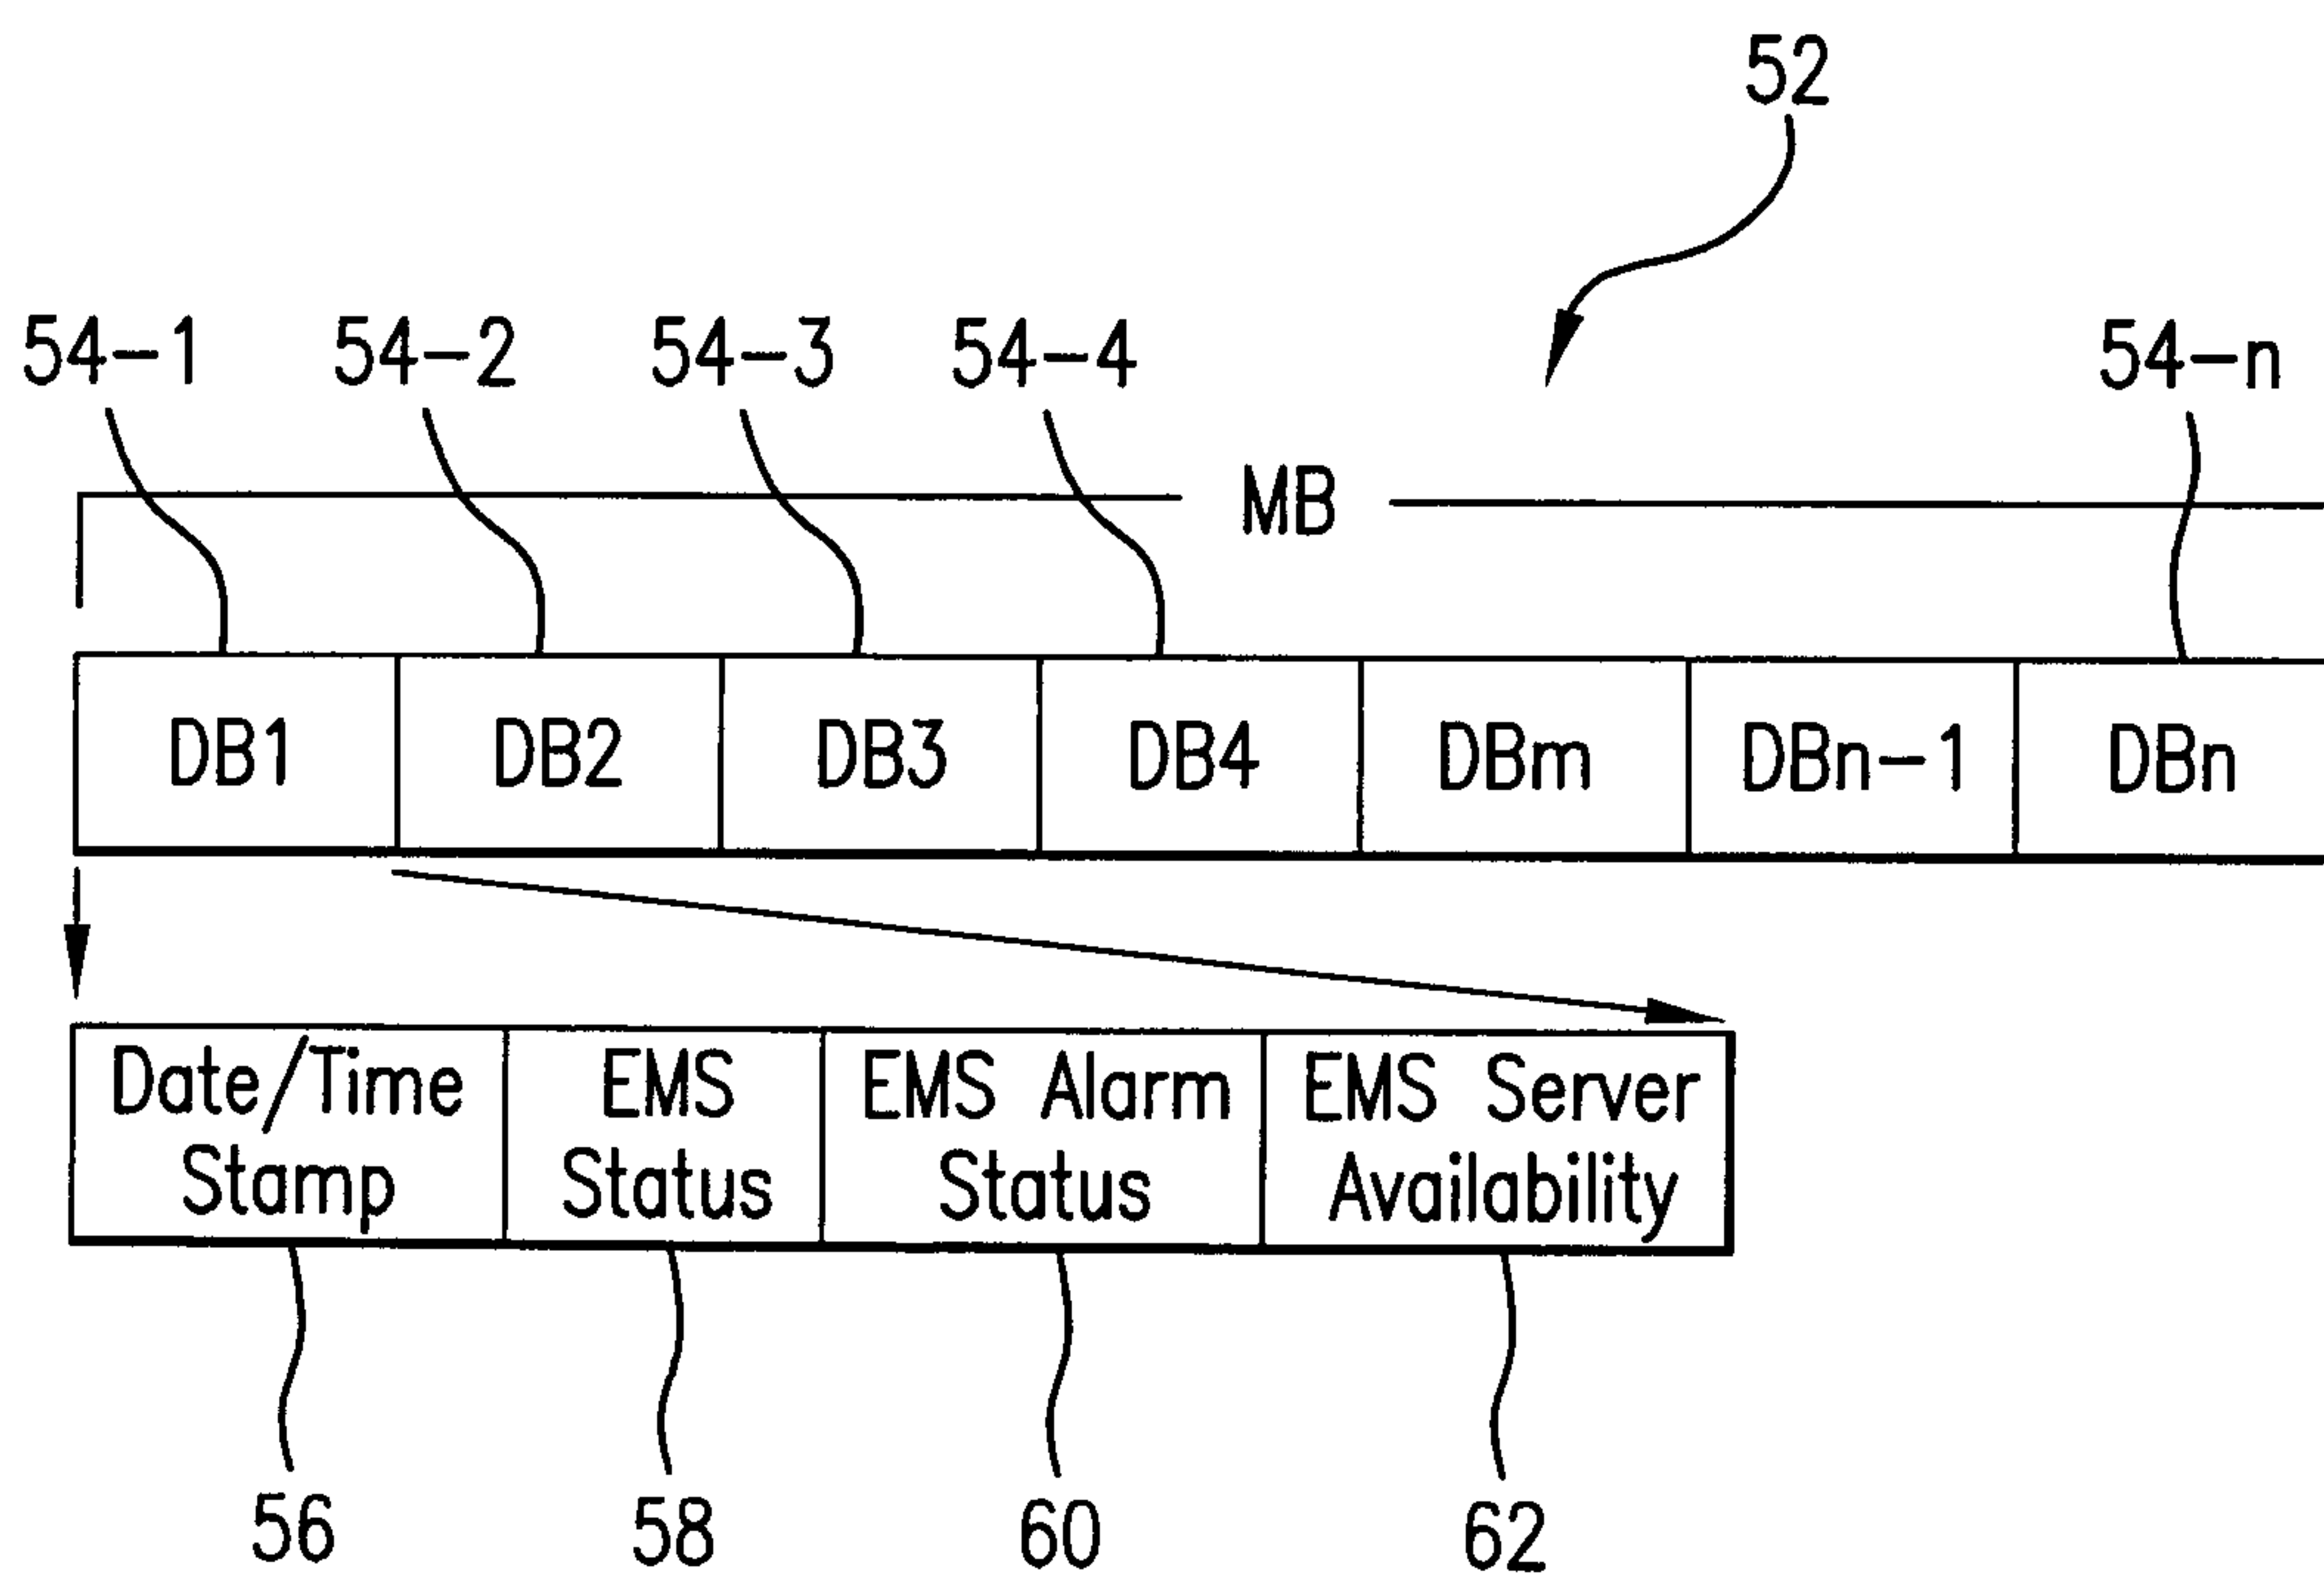 52
54-1 54-2 54-3 54-4 54-n
MB
DB1 DB2 DB3 DB4 DBm DBn-1 DBn
Date/Time Stamp
EMS Status
EMS Alarm Status
EMS Server Availability
56 58 60 62